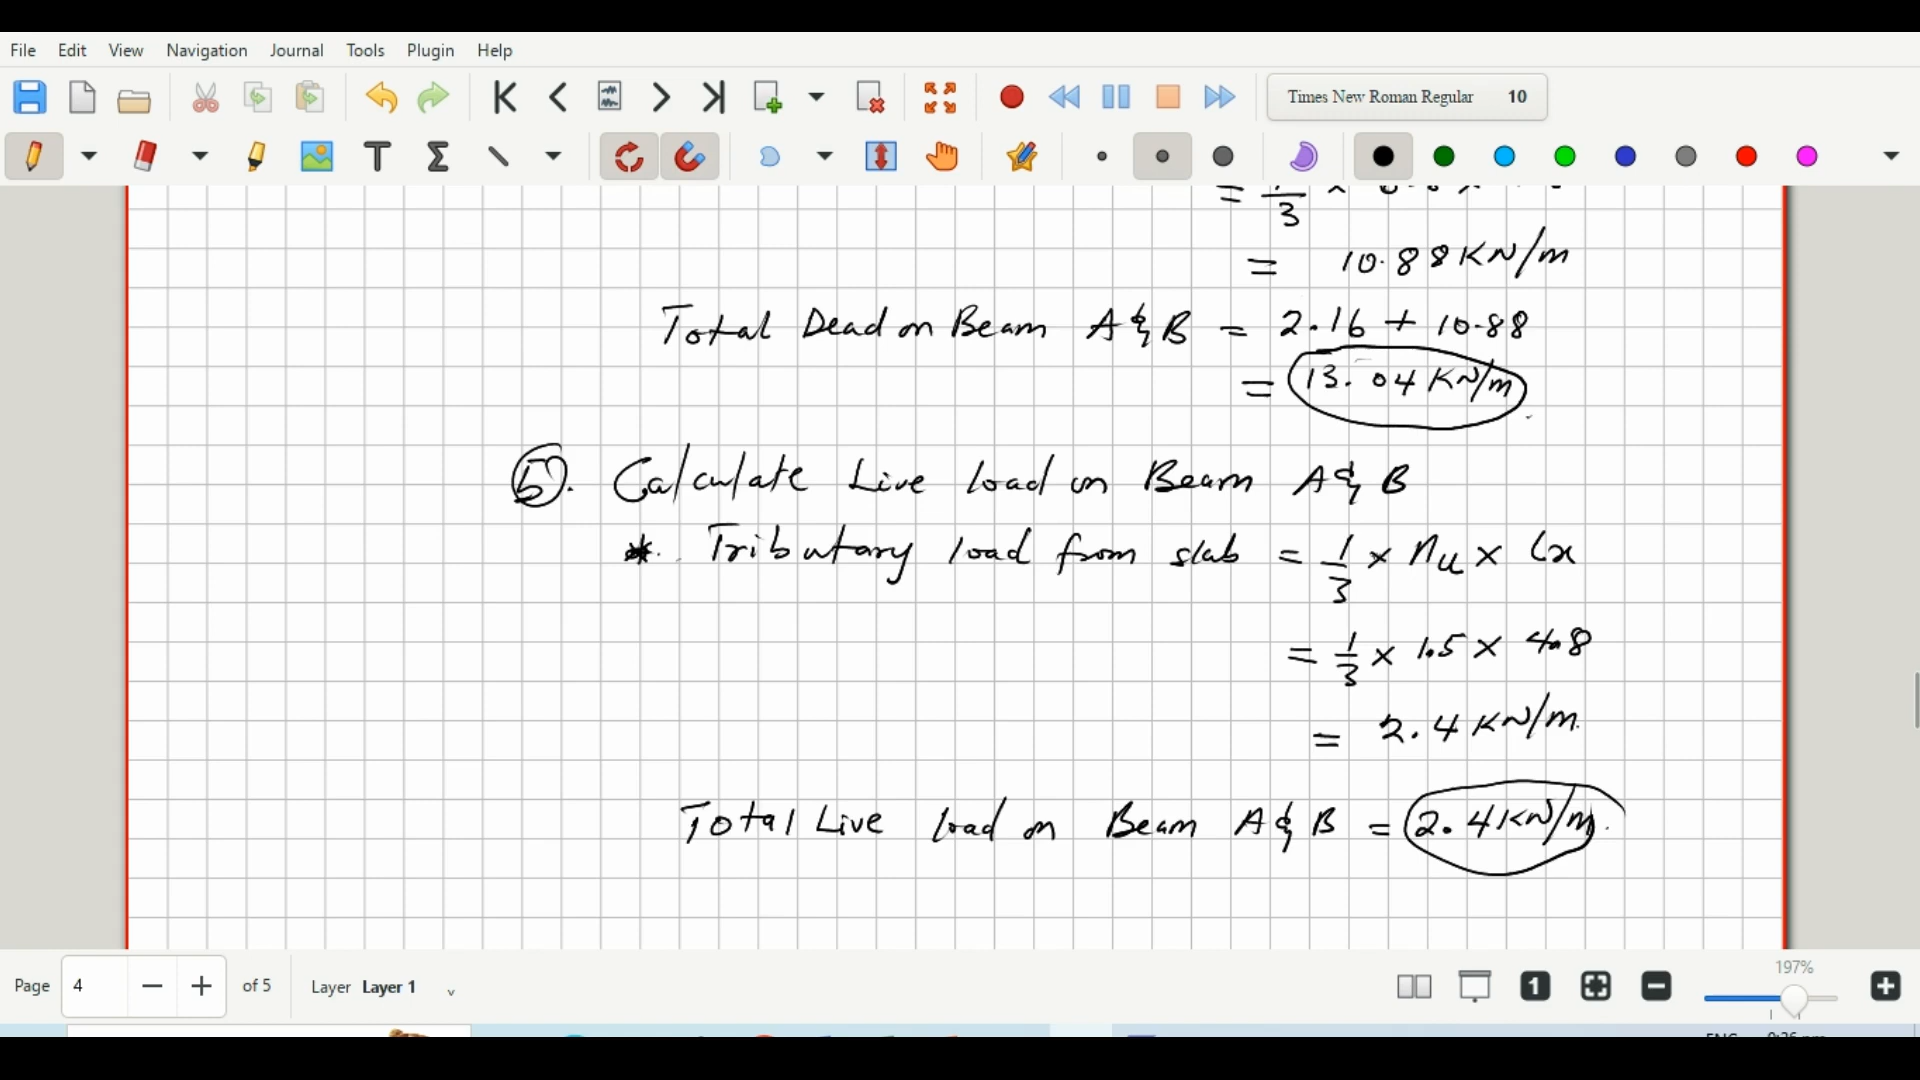 File Edit View Navigation Journal Tools Plugin Help
Times New Roman Regular 10
= 10.88 KN/m
Total Dead on Beam A & B = 2.16 + 10.88
= 13.04 KN/m
5. Calculate Live load on Beam A & B
* Tributary load from slab = 1/3 × nu × lx
= 1/3 × 1.5 × 4.8
= 2.4 KN/m
Total Live load on Beam A & B = 2.4 KN/m.
Page 4 of 5 Layer Layer 1 197%